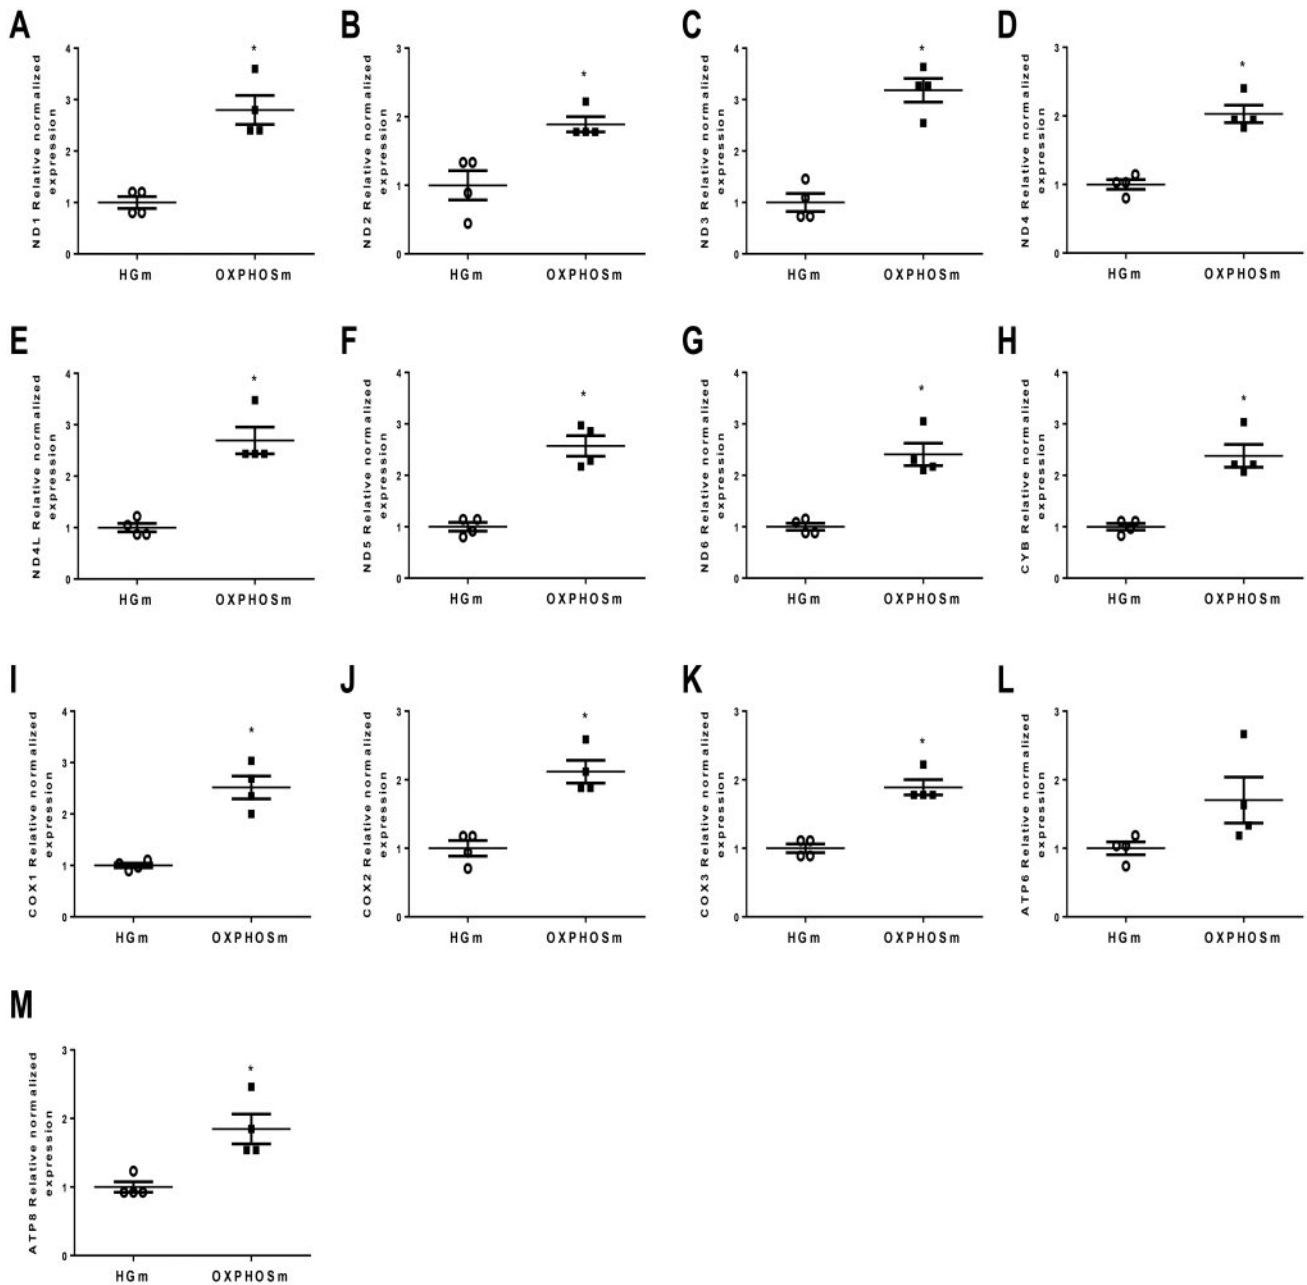 A
ND1 Relative normalized
expression
4
3
2
1
0
*
HGm
OXPHOSm
B
ND2 Relative normalized
expression
3
2
1
0
*
HGm
OXPHOSm
C
ND3 Relative normalized
expression
4
3
2
1
0
*
HGm
OXPHOSm
D
ND4 Relative normalized
expression
3
2
1
0
*
HGm
OXPHOSm
E
ND4L Relative normalized
expression
4
3
2
1
0
*
HGm
OXPHOSm
F
ND5 Relative normalized
expression
4
3
2
1
0
*
HGm
OXPHOSm
G
ND6 Relative normalized
expression
4
3
2
1
0
*
HGm
OXPHOSm
H
CYB Relative normalized
expression
4
3
2
1
0
*
HGm
OXPHOSm
I
COX1 Relative normalized
expression
4
3
2
1
0
*
HGm
OXPHOSm
J
COX2 Relative normalized
expression
3
2
1
0
*
HGm
OXPHOSm
K
COX3 Relative normalized
expression
3
2
1
0
*
HGm
OXPHOSm
L
ATP6 Relative normalized
expression
3
2
1
0
HGm
OXPHOSm
M
ATP8 Relative normalized
expression
3
2
1
0
*
HGm
OXPHOSm